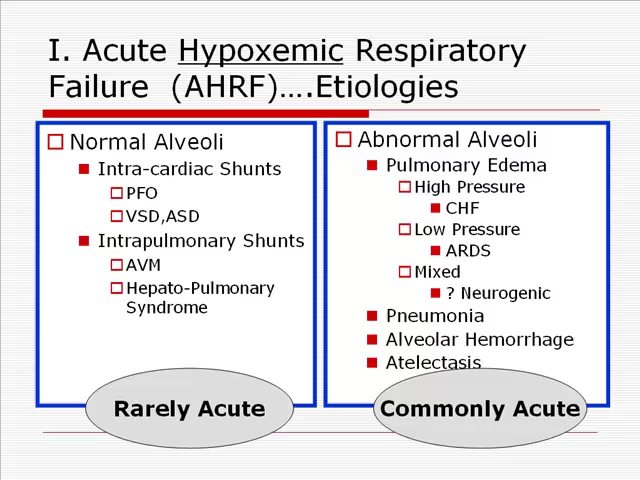 I. Acute Hypoxemic Respiratory
Failure (AHRF)….Etiologies
Normal Alveoli
Intra-cardiac Shunts
PFO
VSD,ASD
Intrapulmonary Shunts
AVM
Hepato-Pulmonary
Syndrome
Rarely Acute
Abnormal Alveoli
Pulmonary Edema
High Pressure
CHF
Low Pressure
ARDS
Mixed
? Neurogenic
Pneumonia
Alveolar Hemorrhage
Atelectasis
Commonly Acute